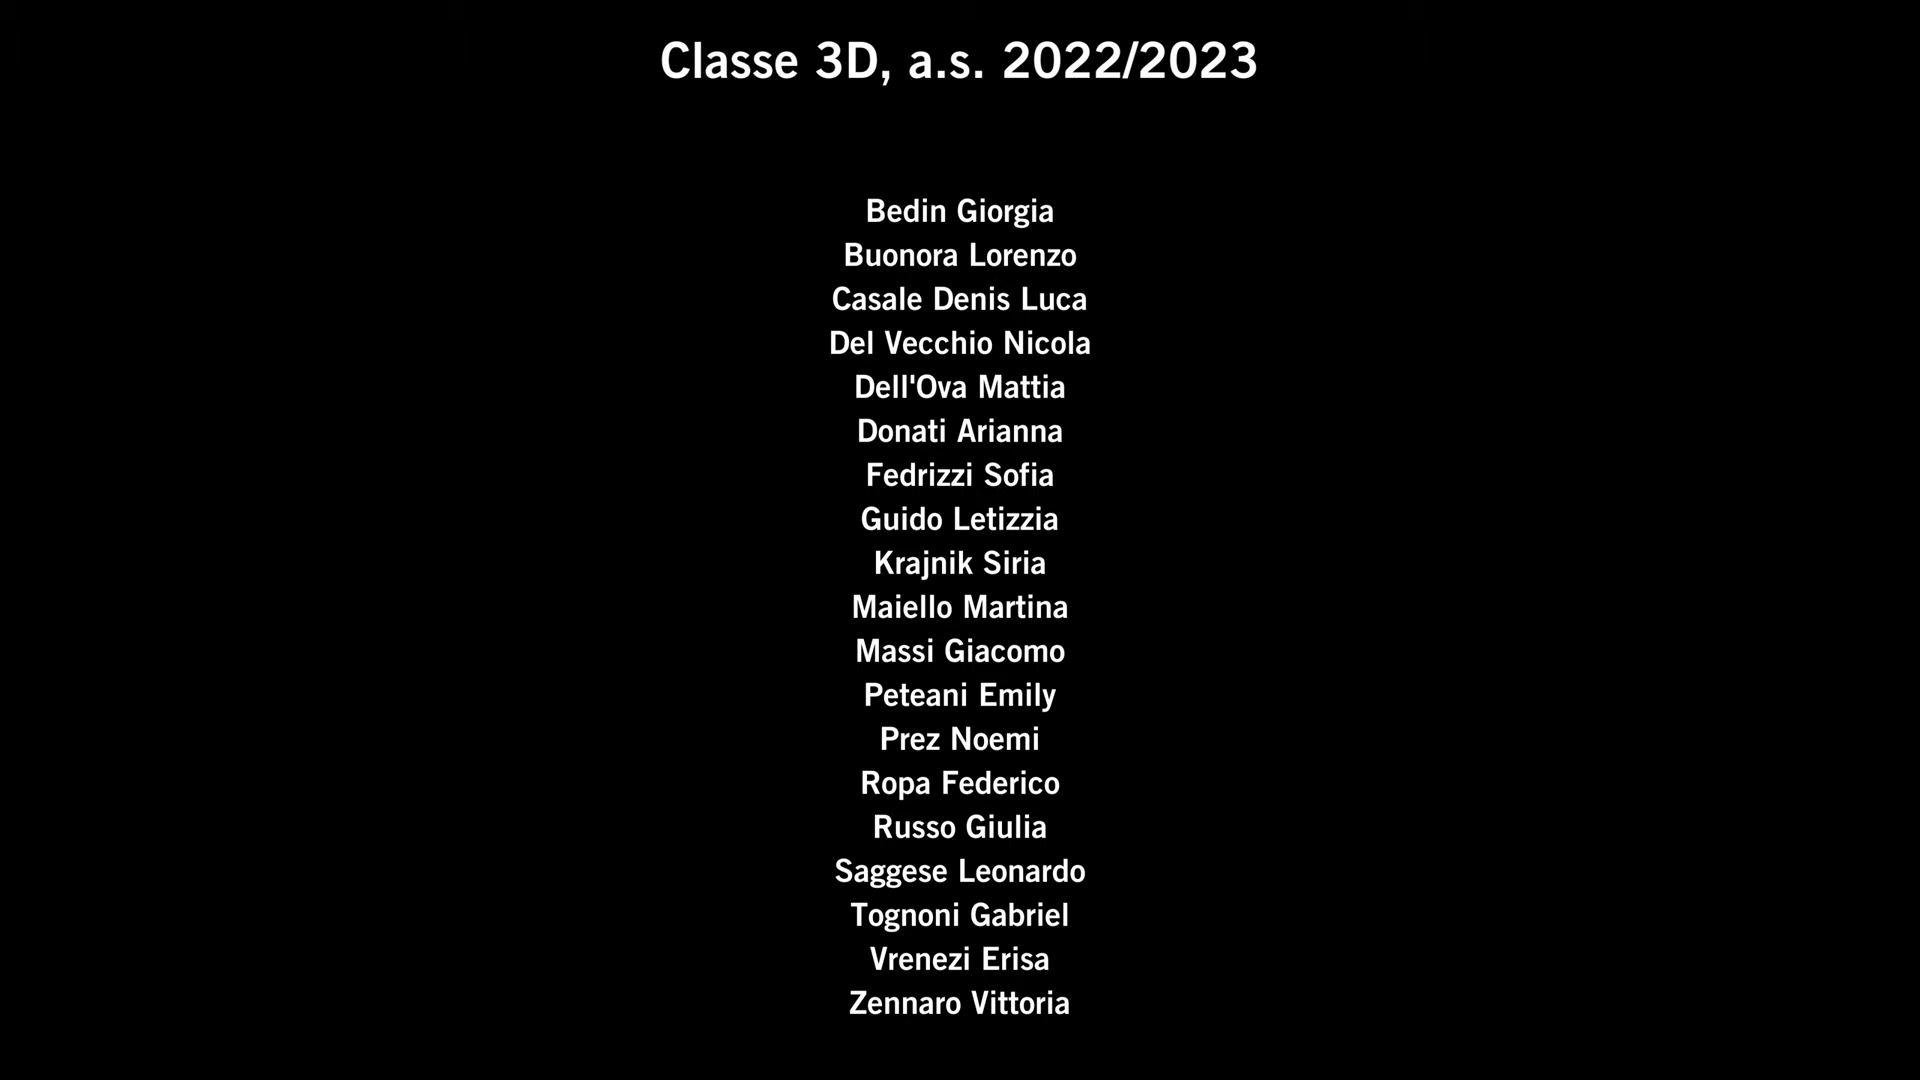 Classe 3D, a.s. 2022/2023
Bedin Giorgia
Buonora Lorenzo
Casale Denis Luca
Del Vecchio Nicola
Dell'Ova Mattia
Donati Arianna
Fedrizzi Sofia
Guido Letizzia
Krajnik Siria
Maiello Martina
Massi Giacomo
Peteani Emily
Prez Noemi
Ropa Federico
Russo Giulia
Saggese Leonardo
Tognoni Gabriel
Vrenezi Erisa
Zennaro Vittoria